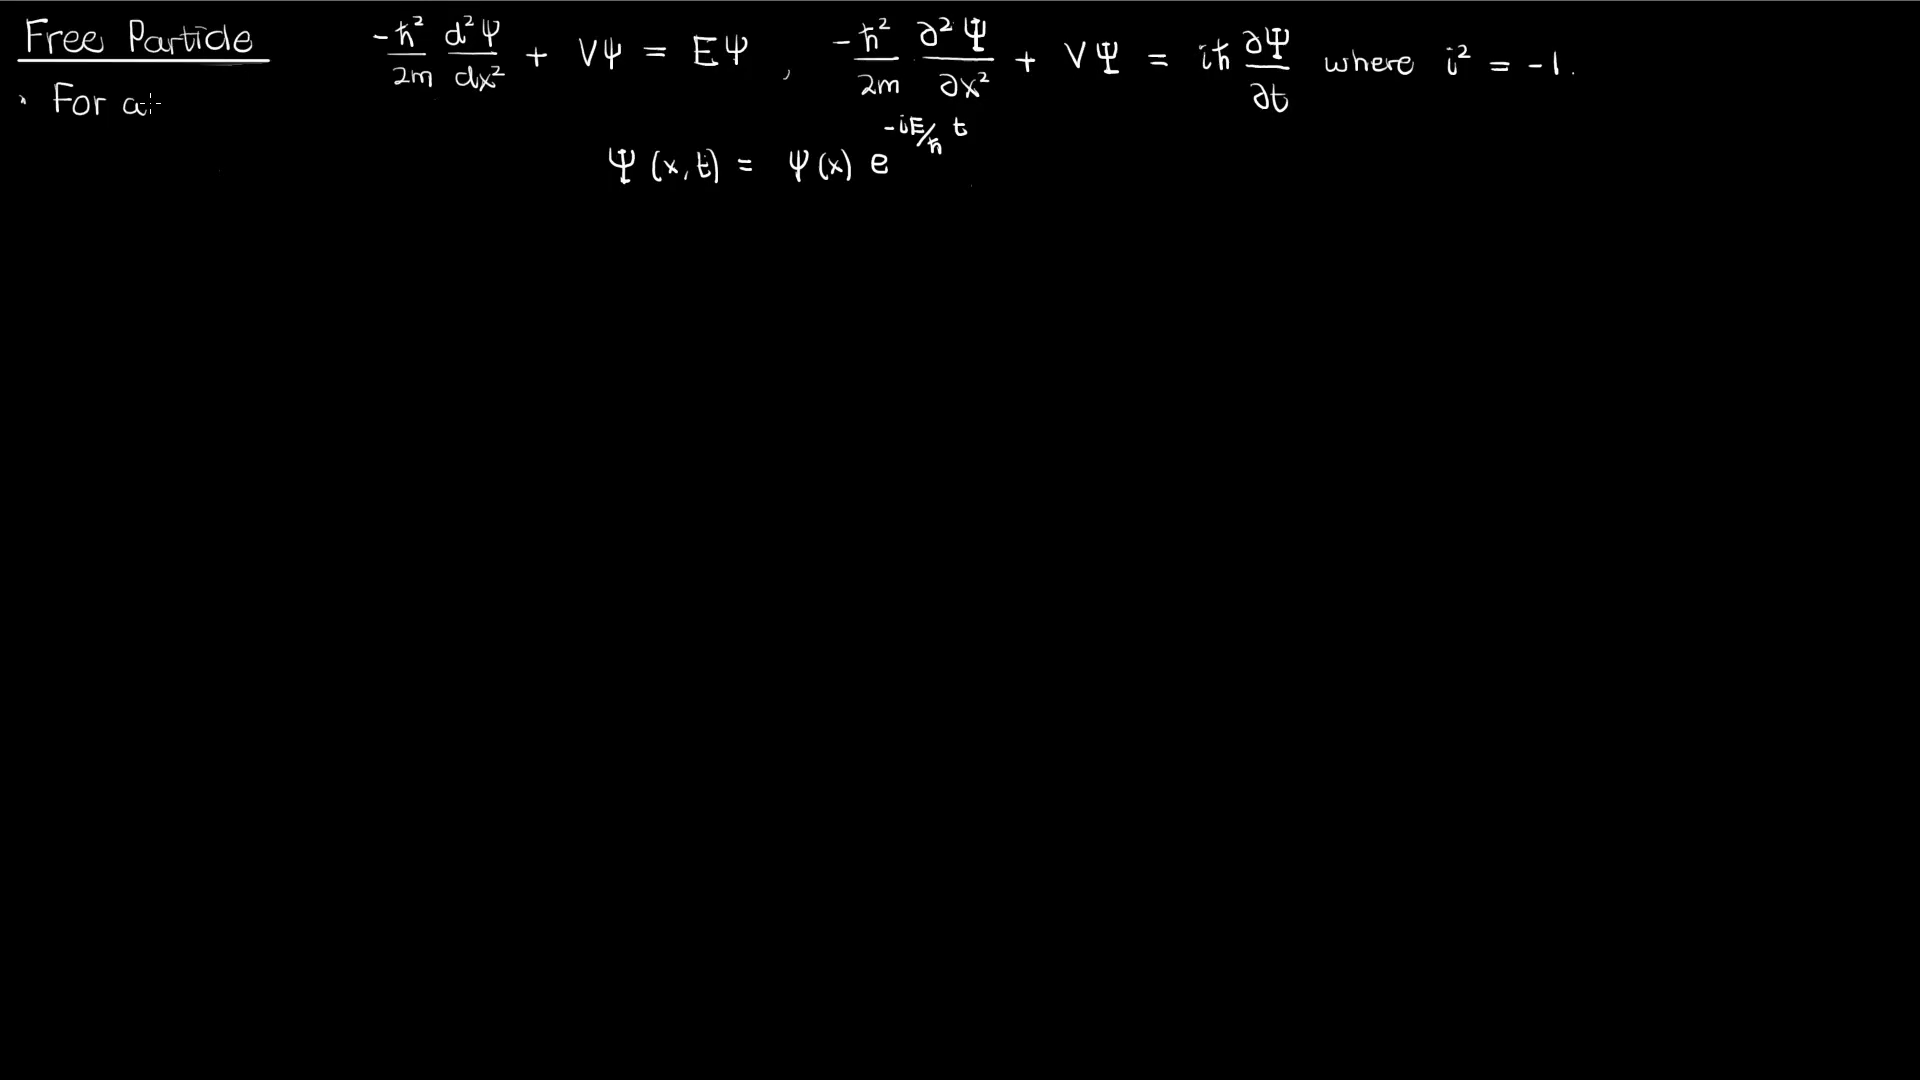 Free Particle -ħ²/2m d²ψ/dx² + Vψ = Eψ , -ħ²/2m ∂²Ψ/∂x² + VΨ = iħ ∂Ψ/∂t where i² = -1.
· For a
Ψ(x,t) = ψ(x) e^(-iE/ħ t)